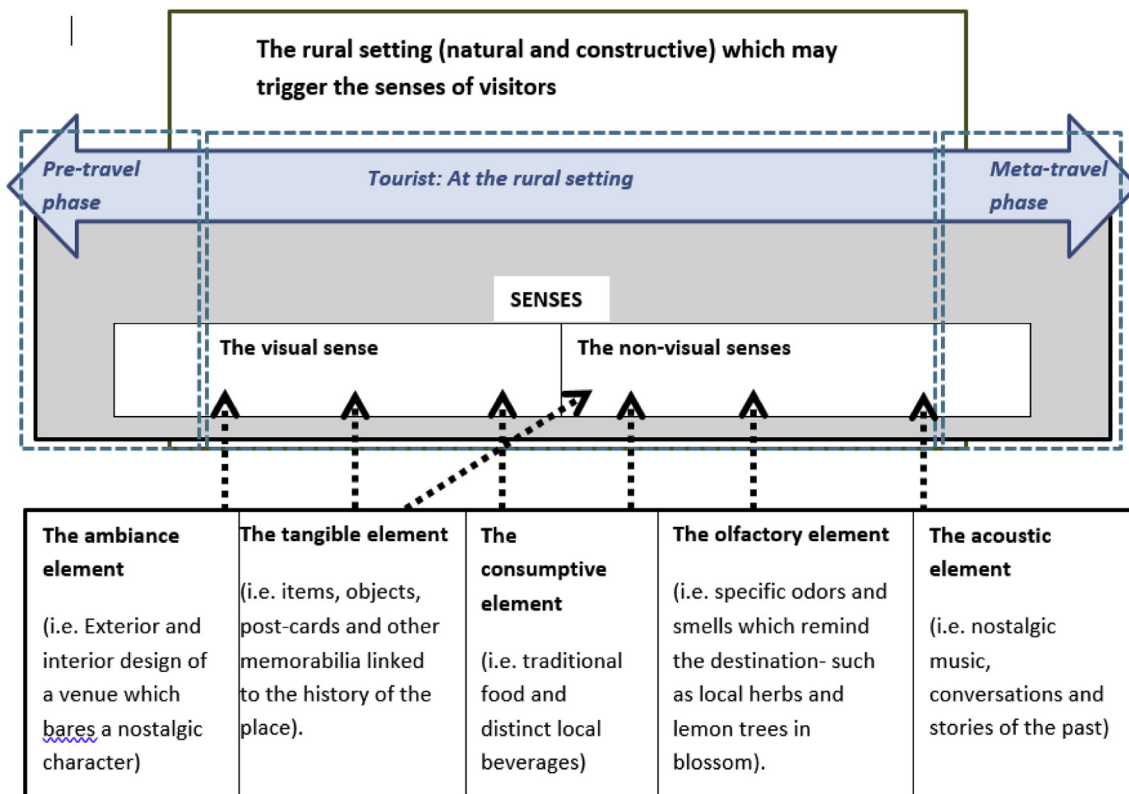 The rural setting (natural and constructive) which may
trigger the senses of visitors
Pre-travel
phase
Tourist: At the rural setting
Meta-travel
phase
SENSES
The visual sense
The non-visual senses
The ambiance
element
(i.e. Exterior and
interior design of
a venue which
bares a nostalgic
character)
The tangible element
(i.e. items, objects,
post-cards and other
memorabilia linked
to the history of the
place).
The
consumptive
element
(i.e. traditional
food and
distinct local
beverages)
The olfactory element
(i.e. specific odors and
smells which remind
the destination- such
as local herbs and
lemon trees in
blossom).
The acoustic
element
(i.e. nostalgic
music,
conversations and
stories of the past)